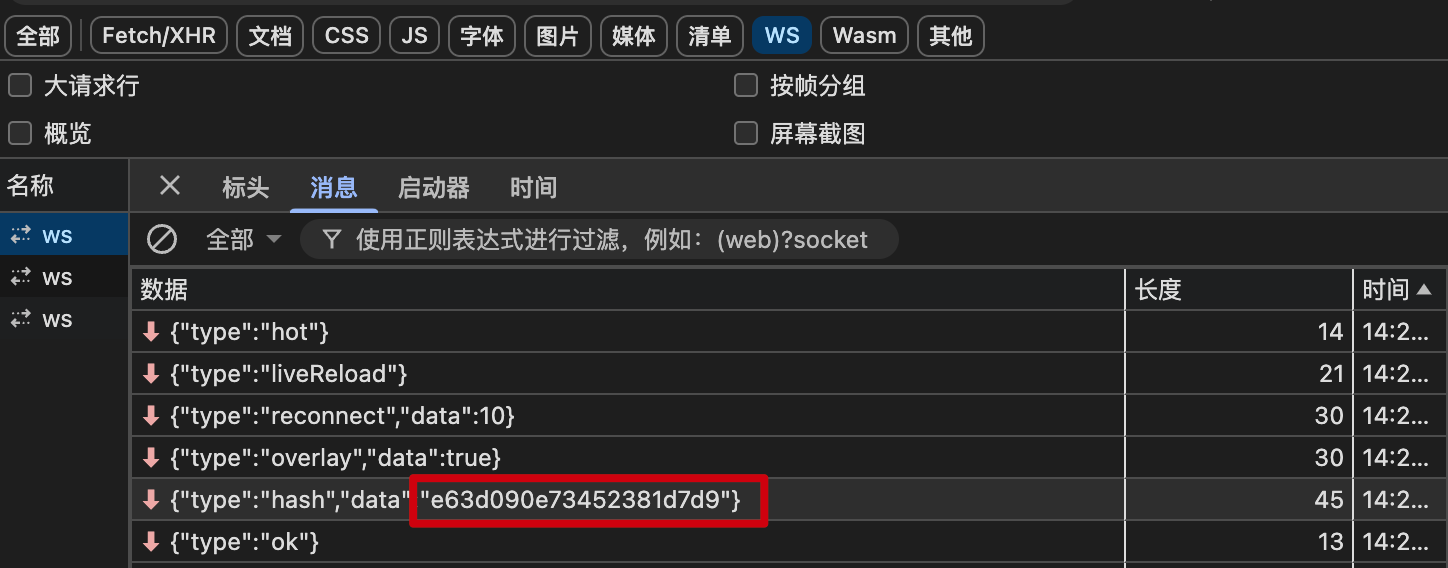 全部 Fetch/XHR 文档 CSS JS 字体 图片 媒体 清单 WS Wasm 其他
大请求行 按帧分组
概览 屏幕截图
名称 标头 消息 启动器 时间
ws 全部 使用正则表达式进行过滤，例如：(web)?socket
ws
ws
数据 长度 时间
{"type":"hot"} 14 14:2…
{"type":"liveReload"} 21 14:2…
{"type":"reconnect","data":10} 30 14:2…
{"type":"overlay","data":true} 30 14:2…
{"type":"hash","data":"e63d090e73452381d7d9"} 45 14:2…
{"type":"ok"} 13 14:2…